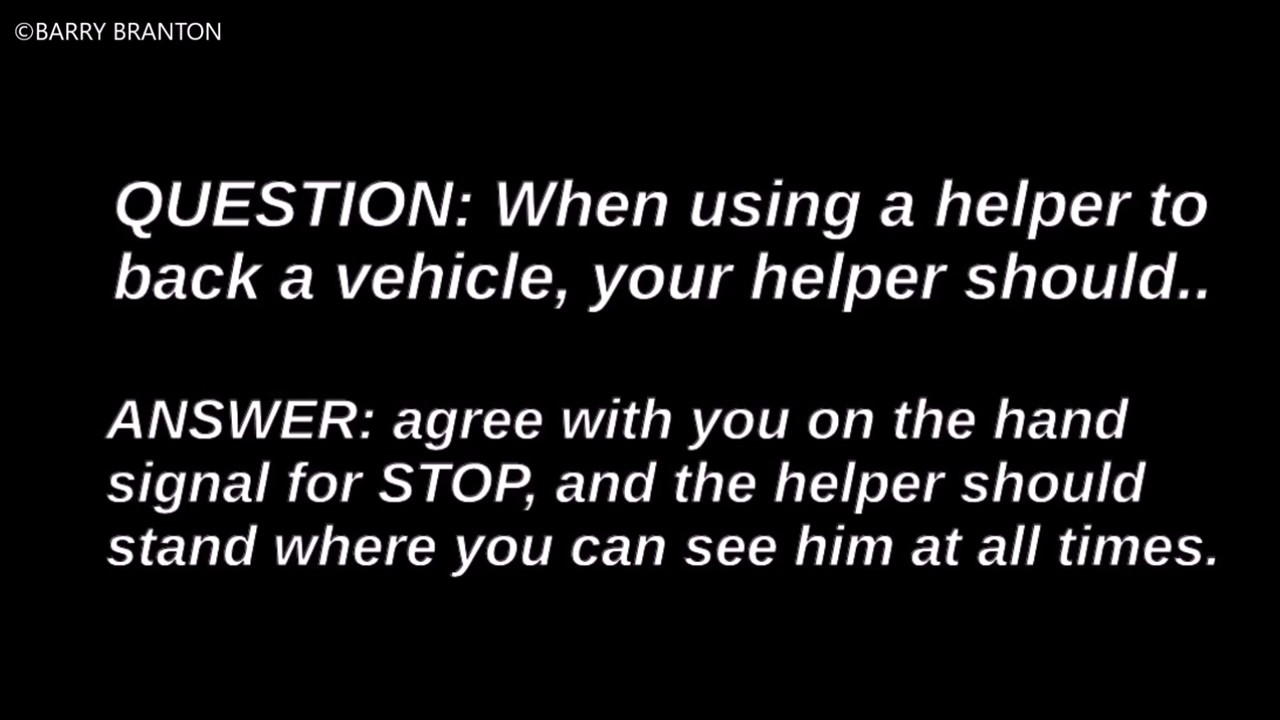 ©BARRY BRANTON
QUESTION: When using a helper to
back a vehicle, your helper should..
ANSWER: agree with you on the hand
signal for STOP, and the helper should
stand where you can see him at all times.